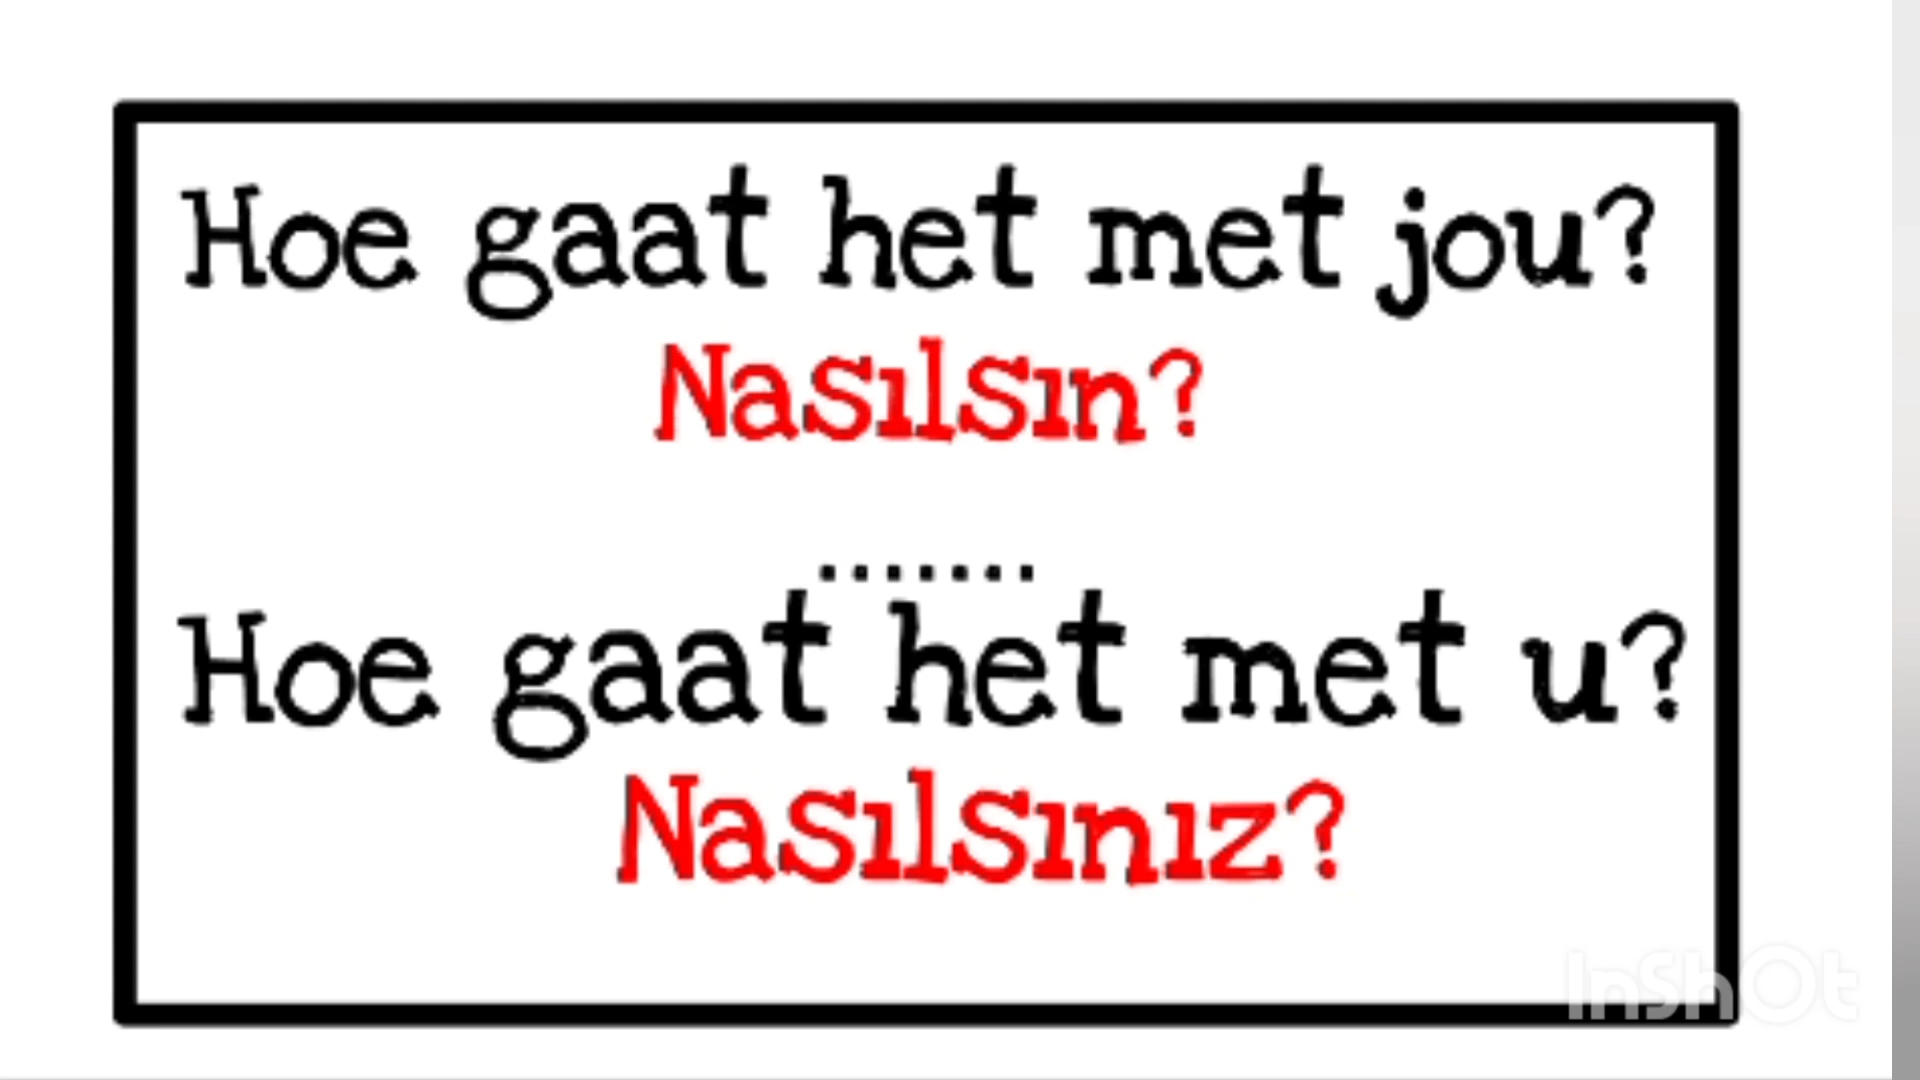 Hoe gaat het met jou?
Nasılsın?
.......
Hoe gaat het met u?
Nasılsınız?
InShOt